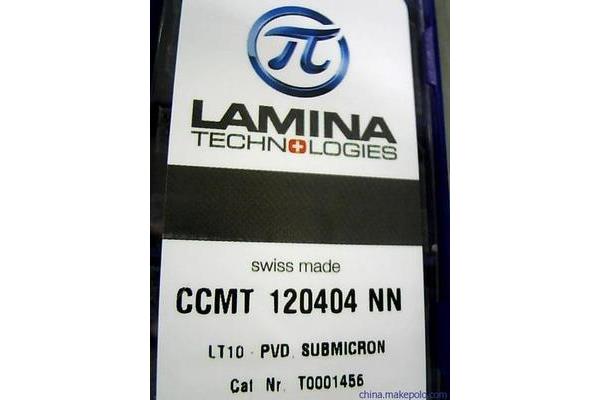 π
LAMINA
TECHNOLOGIES
swiss made
CCMT 120404 NN
LT10 - PVD, SUBMICRON
Cat Nr. T0001456
china.makepolo.com